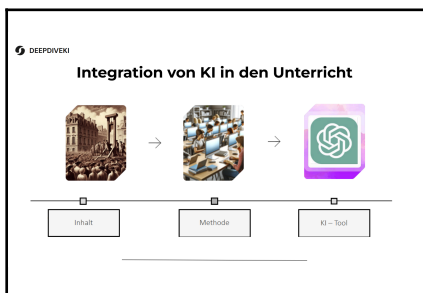 DEEPDIVEKI
Integration von KI in den Unterricht
Inhalt
Methode
KI – Tool